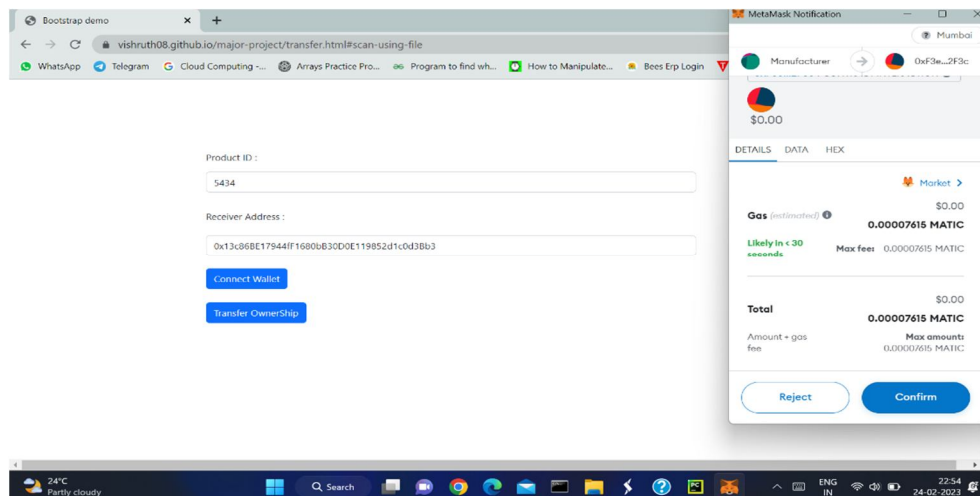 Bootstrap demo
vishruth08.github.io/major-project/transfer.html#scan-using-file
WhatsApp Telegram Cloud Computing -... Arrays Practice Pro... Program to find wh... How to Manipulate... Bees Erp Login
Product ID :
5434
Receiver Address :
0x13c86BE17944fF1680bB30D0E119852d1c0d3Bb3
Connect Wallet
Transfer OwnerShip
MetaMask Notification
Mumbai
Manufacturer 0xF3e...2F3c
$0.00
DETAILS DATA HEX
Market >
$0.00
Gas (estimated)
0.00007615 MATIC
Likely in < 30 seconds
Max fee: 0.00007615 MATIC
$0.00
Total
0.00007615 MATIC
Amount + gas fee
Max amount:
0.00007615 MATIC
Reject Confirm
24°C
Partly cloudy
Search
ENG
IN
22:54
24-02-2023